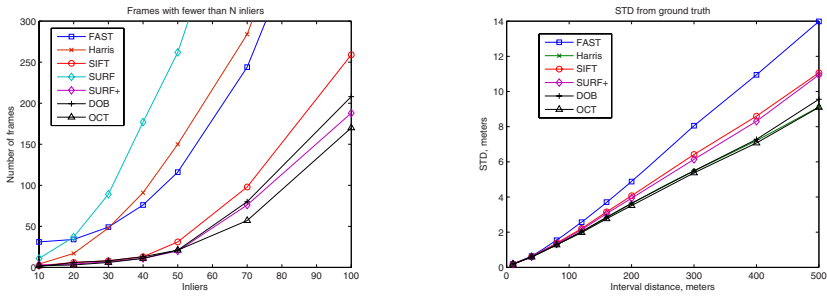 Frames with fewer than N inliers
300
250
200
150
100
50
0
10
20
30
40
50
60
70
80
90
100
Number of frames
Inliers
FAST
Harris
SIFT
SURF
SURF+
DOB
OCT
STD from ground truth
14
12
10
8
6
4
2
0
0
100
200
300
400
500
STD, meters
Interval distance, meters
FAST
Harris
SIFT
SURF+
DOB
OCT